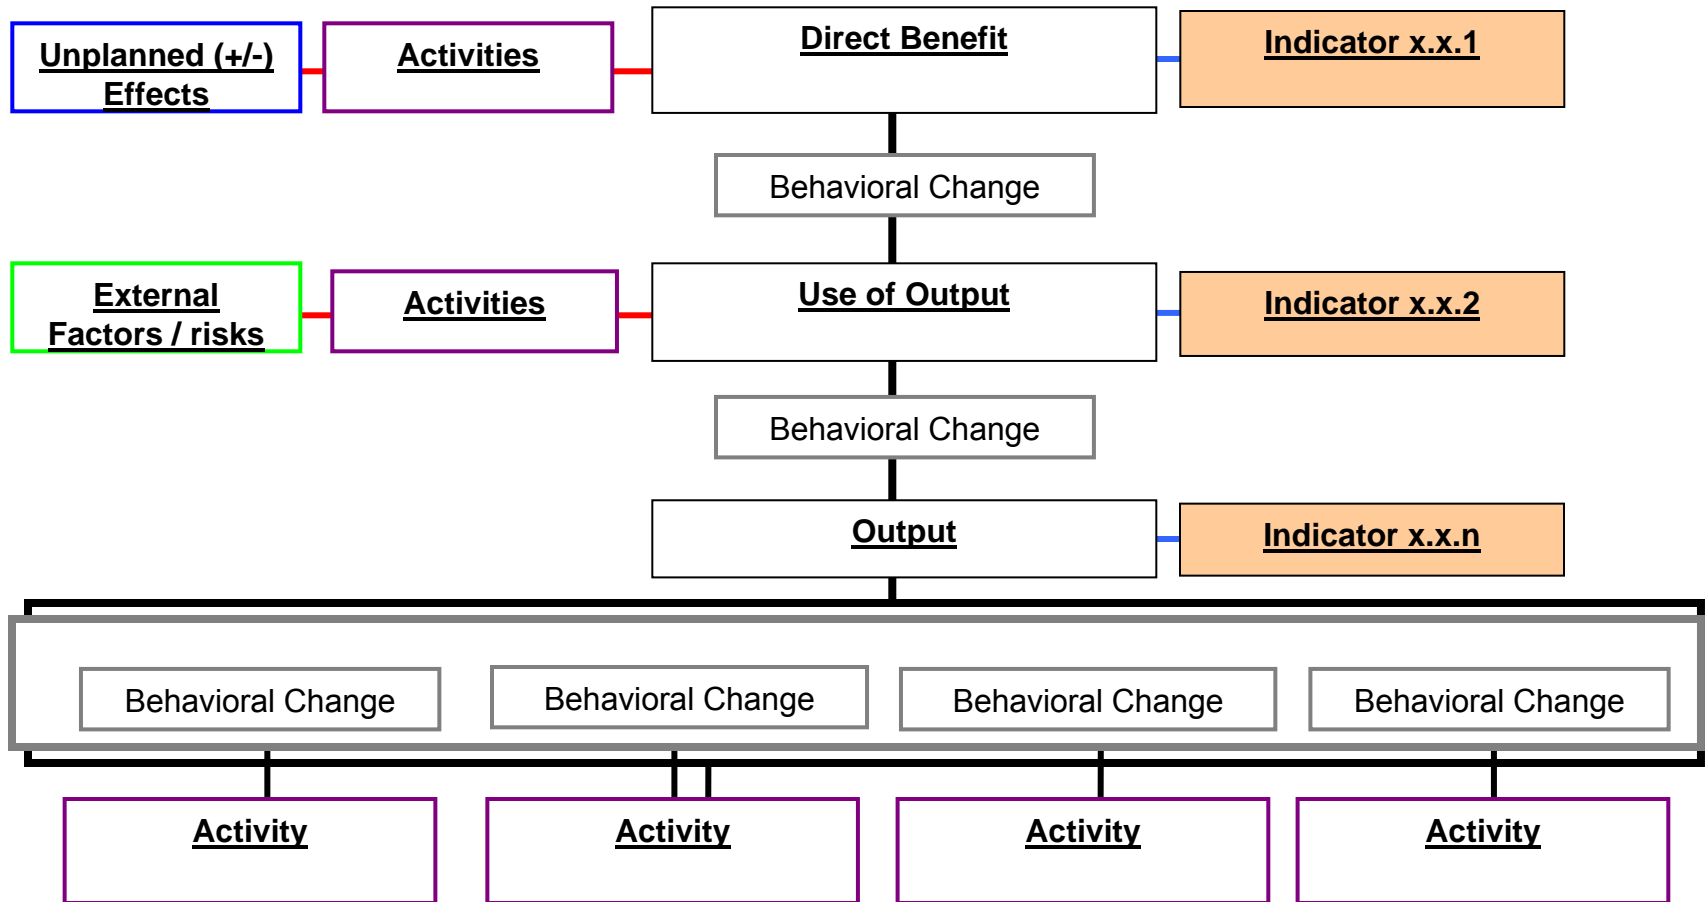 Unplanned (+/-)
Effects
Activities
Direct Benefit
Indicator x.x.1
Behavioral Change
External
Factors / risks
Activities
Use of Output
Indicator x.x.2
Behavioral Change
Output
Indicator x.x.n
Behavioral Change
Behavioral Change
Behavioral Change
Behavioral Change
Activity
Activity
Activity
Activity